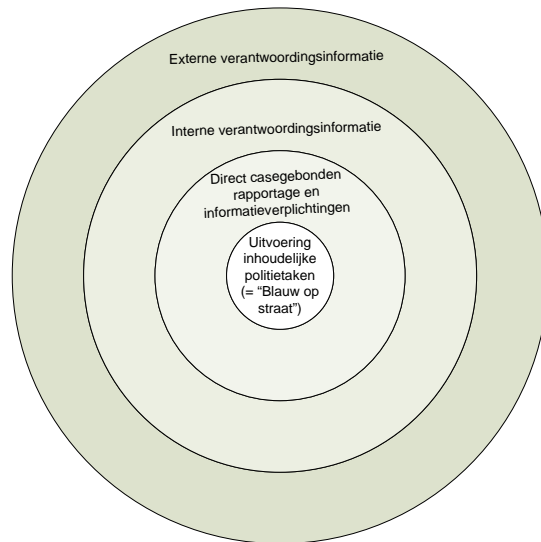 Externe verantwoordingsinformatie
Interne verantwoordingsinformatie
Direct casegebonden
rapportage en
informatieverplichtingen
Uitvoering
inhoudelijke
politietaken
(= “Blauw op
straat”)